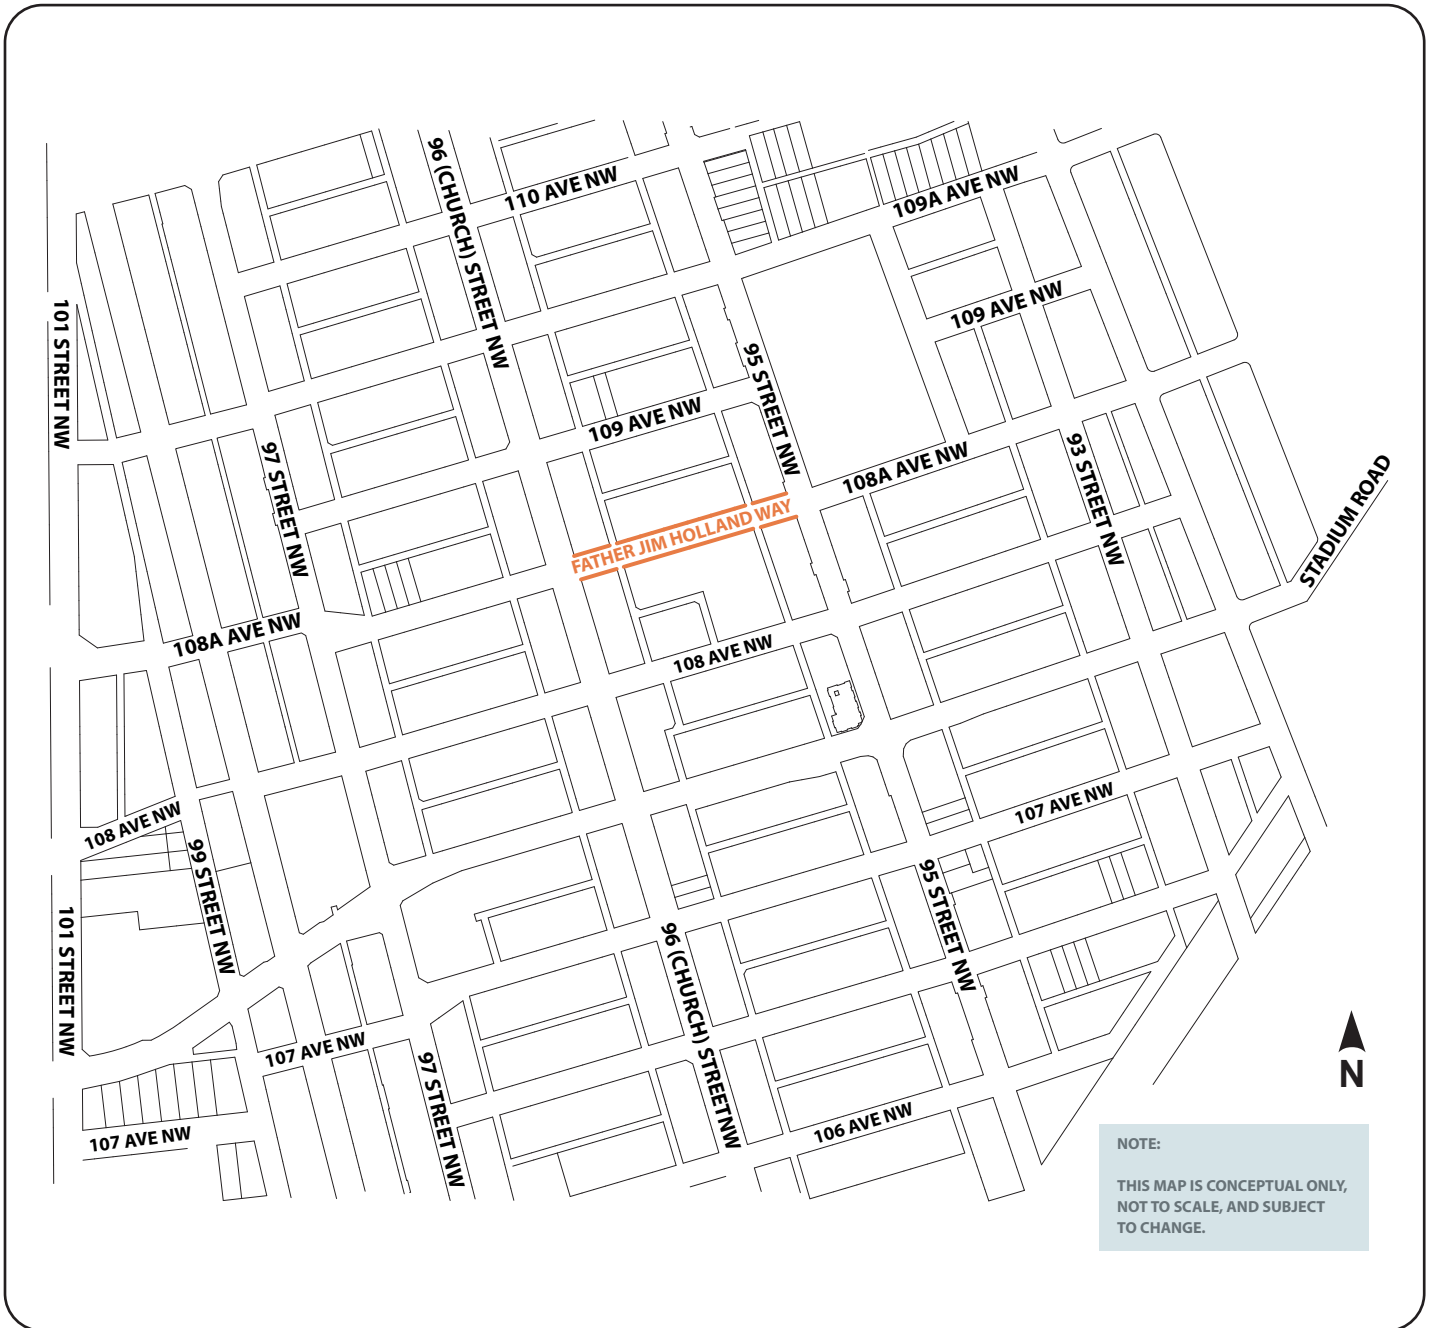 96 (CHURCH) STREET NW
110 AVE NW
109A AVE NW
109 AVE NW
101 STREET NW
95 STREET NW
109 AVE NW
97 STREET NW
108A AVE NW
93 STREET NW
STADIUM ROAD
FATHER JIM HOLLAND WAY
108A AVE NW
108 AVE NW
108 AVE NW
107 AVE NW
99 STREET NW
95 STREET NW
101 STREET NW
96 (CHURCH) STREETNW
107 AVE NW
97 STREET NW
106 AVE NW
107 AVE NW
N
NOTE:
THIS MAP IS CONCEPTUAL ONLY,
NOT TO SCALE, AND SUBJECT
TO CHANGE.